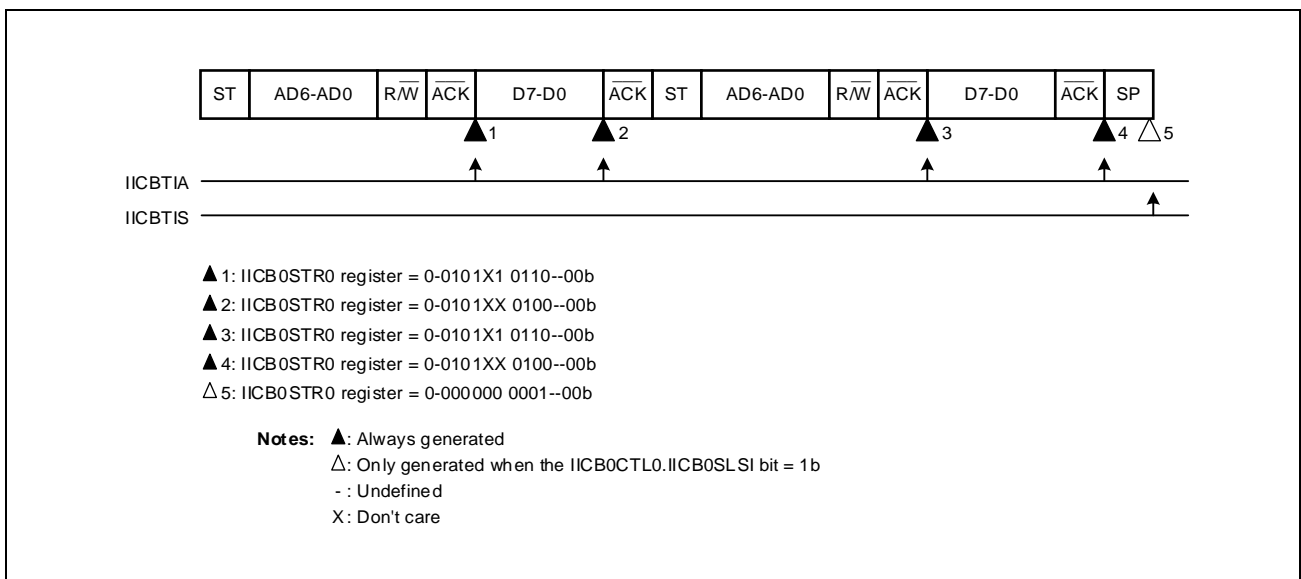 ST AD6-AD0 R/W ACK D7-D0 ACK ST AD6-AD0 R/W ACK D7-D0 ACK SP
▲1 ▲2 ▲3 ▲4 △5
IICBTIA
IICBTIS
▲1: IICB0STR0 register = 0-0101X1 0110--00b
▲2: IICB0STR0 register = 0-0101XX 0100--00b
▲3: IICB0STR0 register = 0-0101X1 0110--00b
▲4: IICB0STR0 register = 0-0101XX 0100--00b
△5: IICB0STR0 register = 0-000000 0001--00b
Notes: ▲: Always generated
△: Only generated when the IICB0CTL0.IICB0SLSI bit = 1b
- : Undefined
X: Don't care